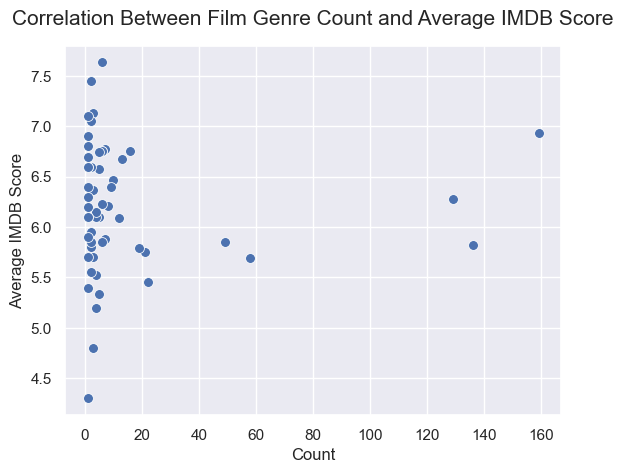 Correlation Between Film Genre Count and Average IMDB Score
7.5
7.0
6.5
6.0
5.5
5.0
4.5
Average IMDB Score
0 20 40 60 80 100 120 140 160
Count